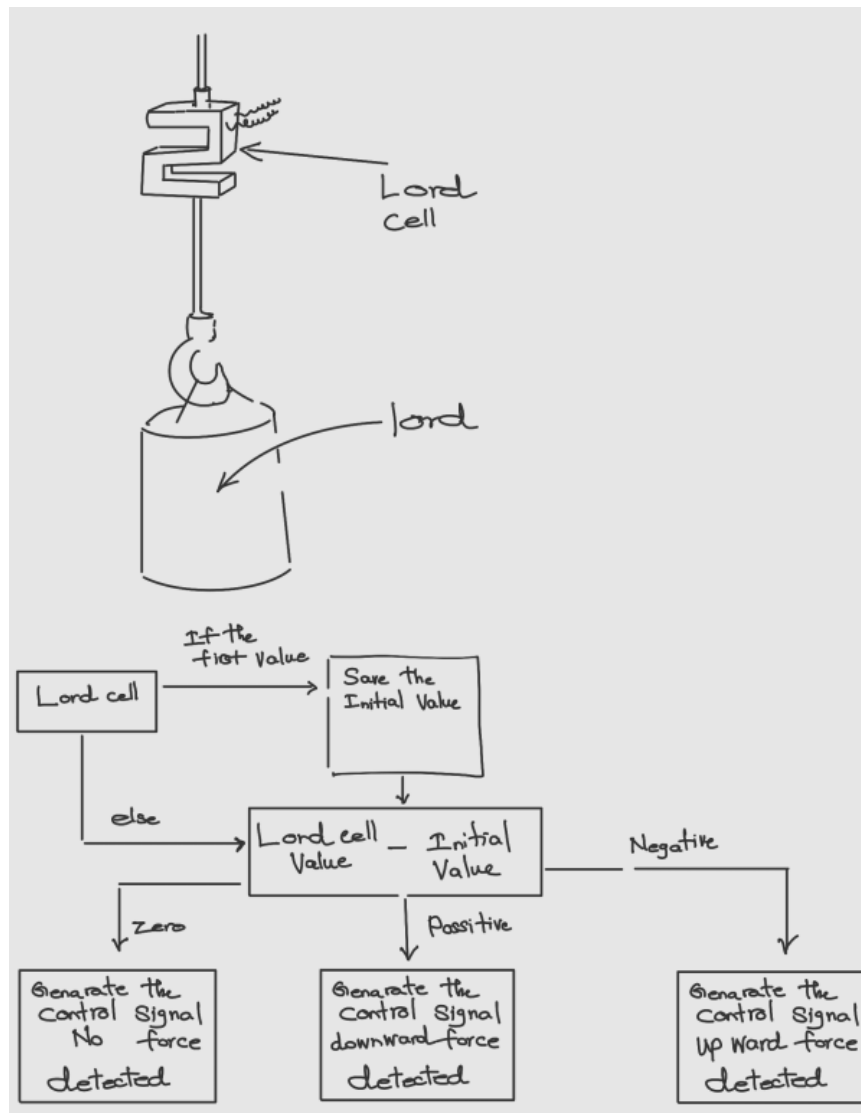 Lord
cell
lord
If the
first value
Lord cell
Save the
Initial Value
else
Lord cell – Initial
Value Value
Negative
Zero
Possitive
Genarate the
Control Signal
No force
detected
Genarate the
Control Signal
downward force
detected
Genarate the
Control Signal
up ward force
detected